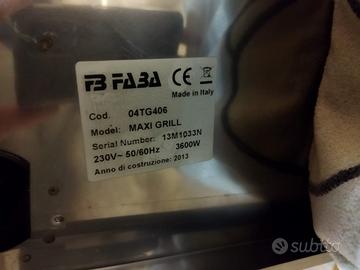 FABA CE
Made in Italy
Cod. 04TG406
Model: MAXI GRILL
Serial Number: 13M1033N
230V~ 50/60Hz 3600W
Anno di costruzione: 2013
subito